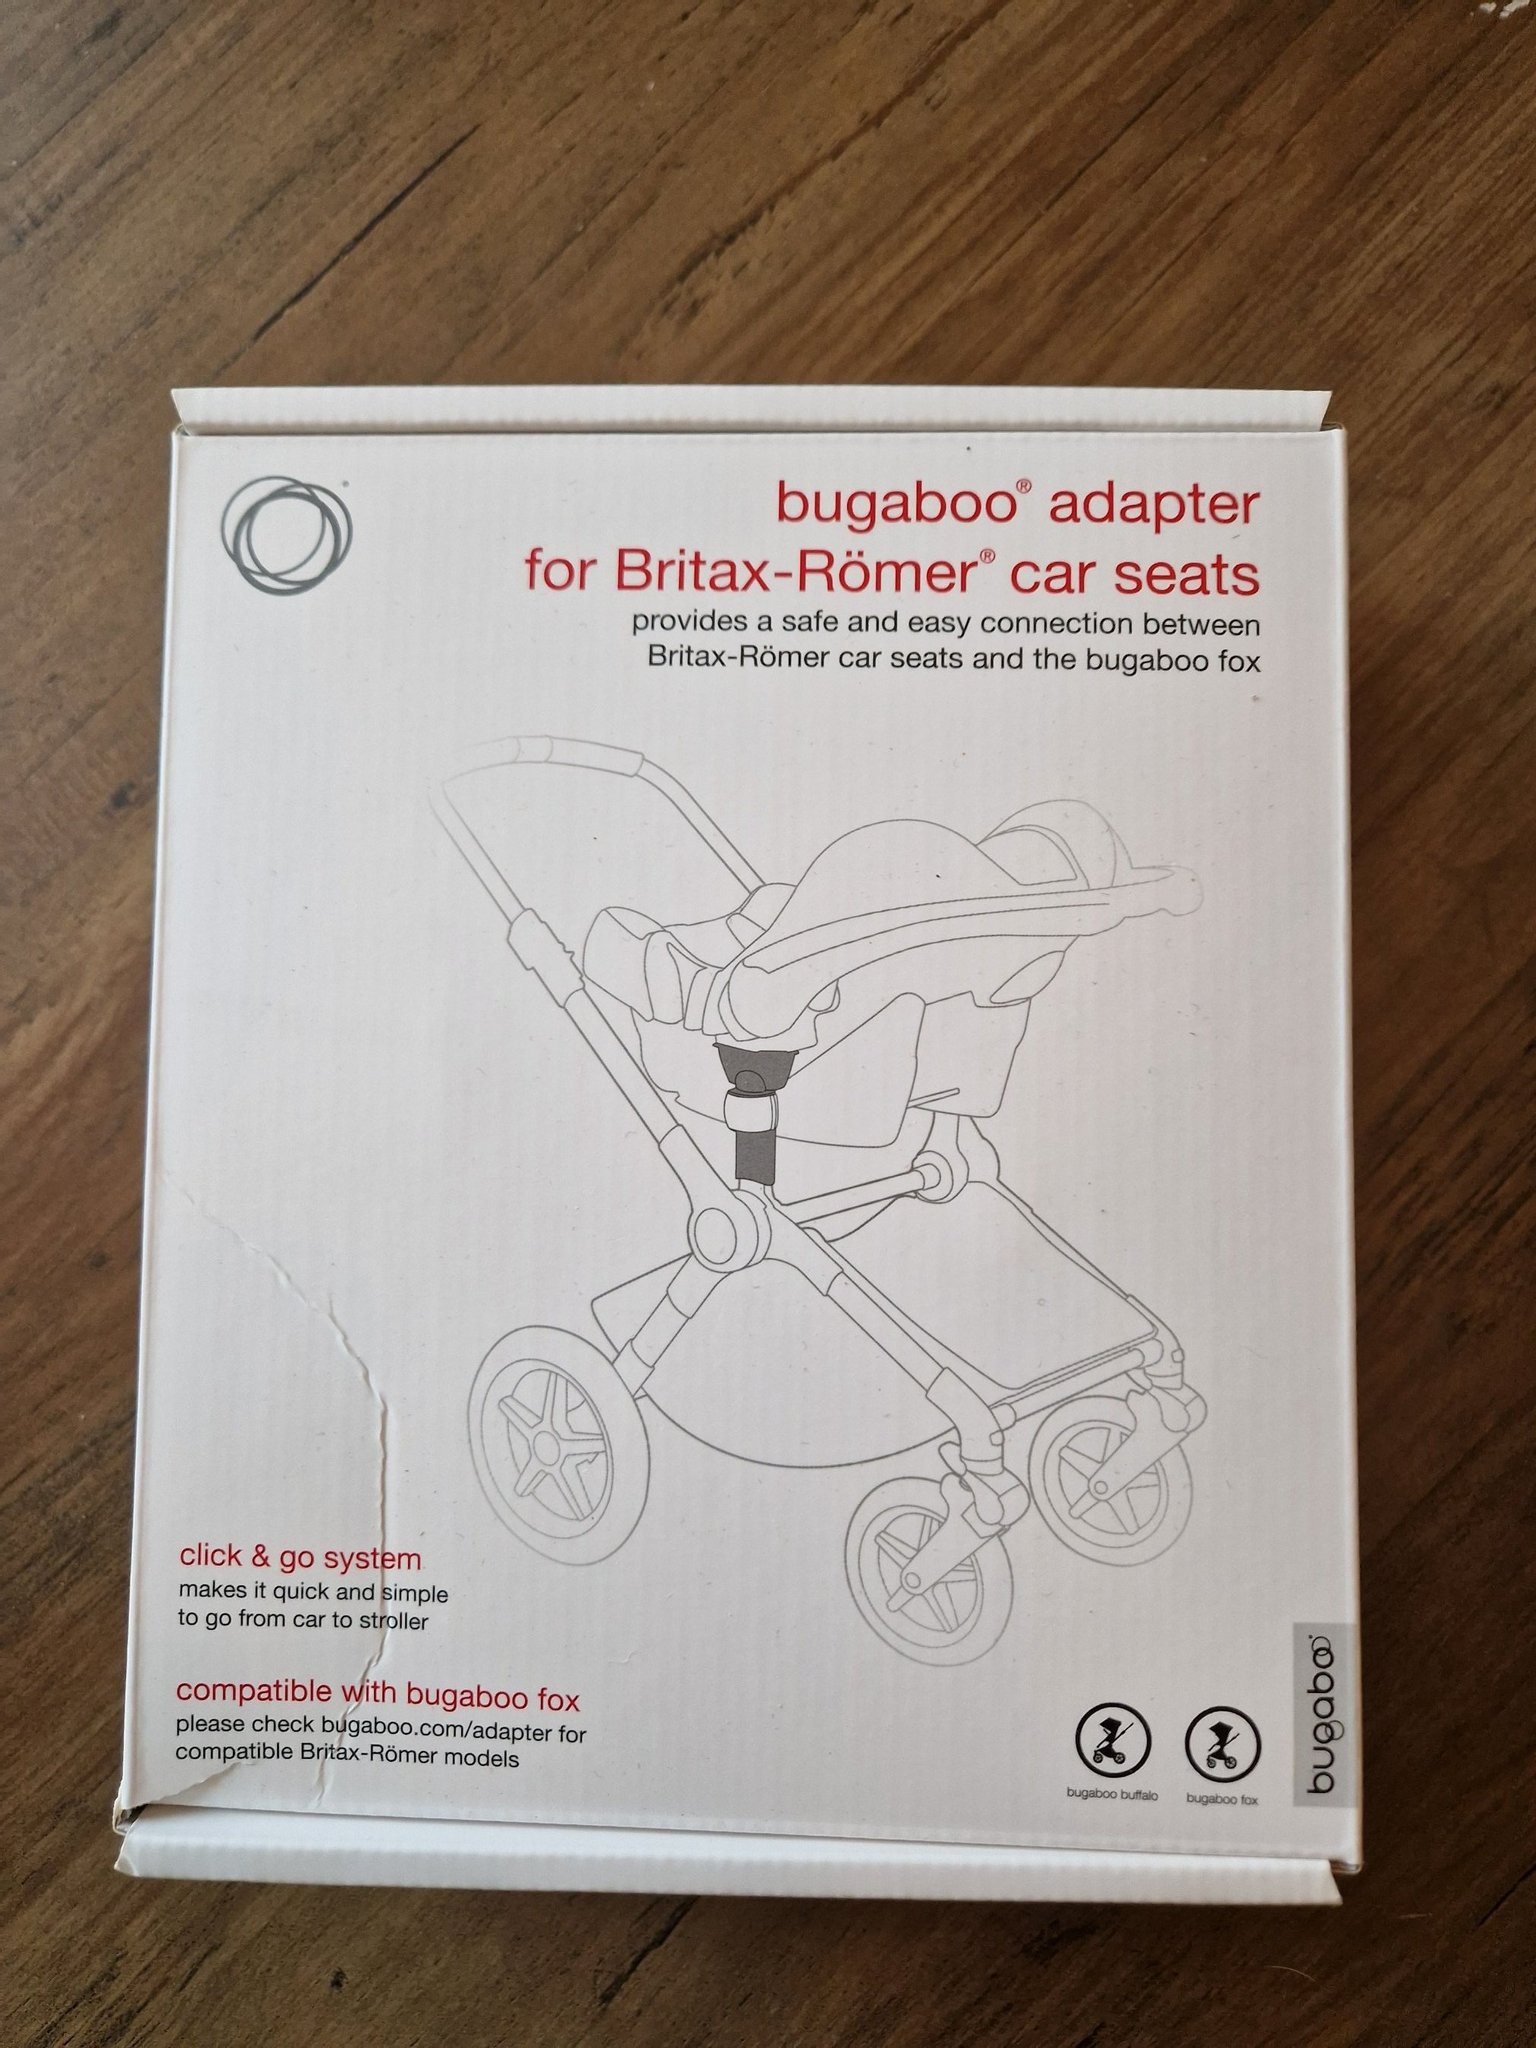 bugaboo® adapter
for Britax-Römer® car seats
provides a safe and easy connection between
Britax-Römer car seats and the bugaboo fox
click & go system
makes it quick and simple
to go from car to stroller
compatible with bugaboo fox
please check bugaboo.com/adapter for
compatible Britax-Römer models
bugaboo buffalo
bugaboo fox
bugaboo